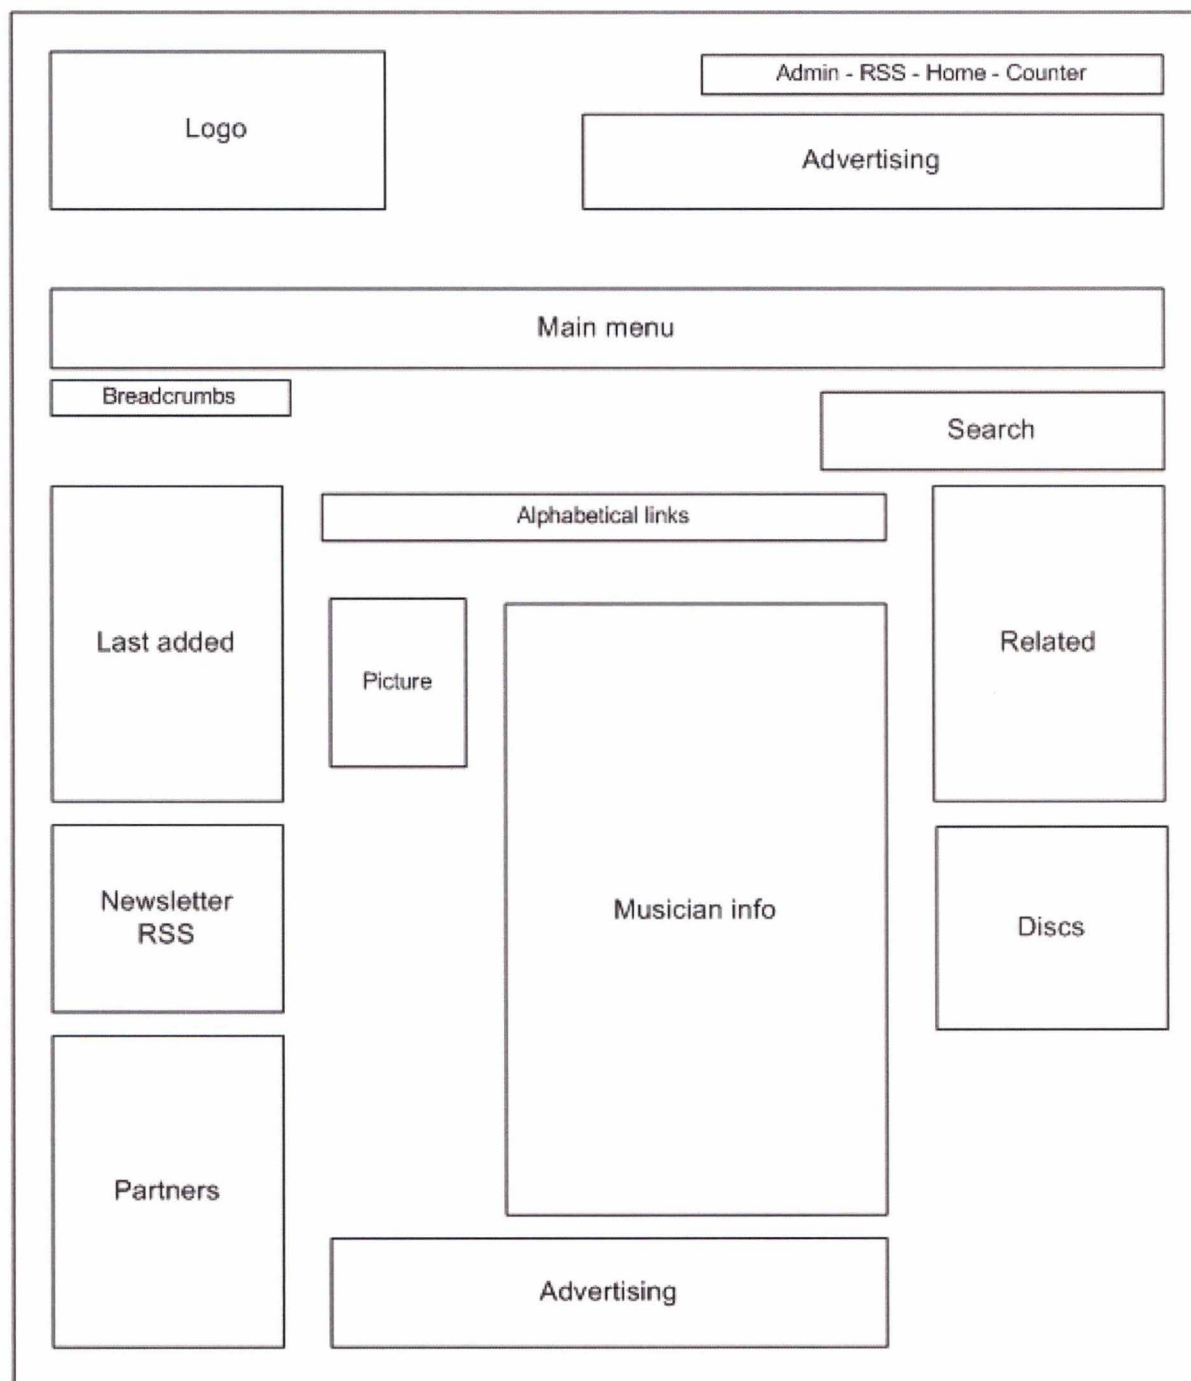 Logo
Admin - RSS - Home - Counter
Advertising
Main menu
Breadcrumbs
Search
Alphabetical links
Last added
Picture
Related
Newsletter
RSS
Musician info
Discs
Partners
Advertising